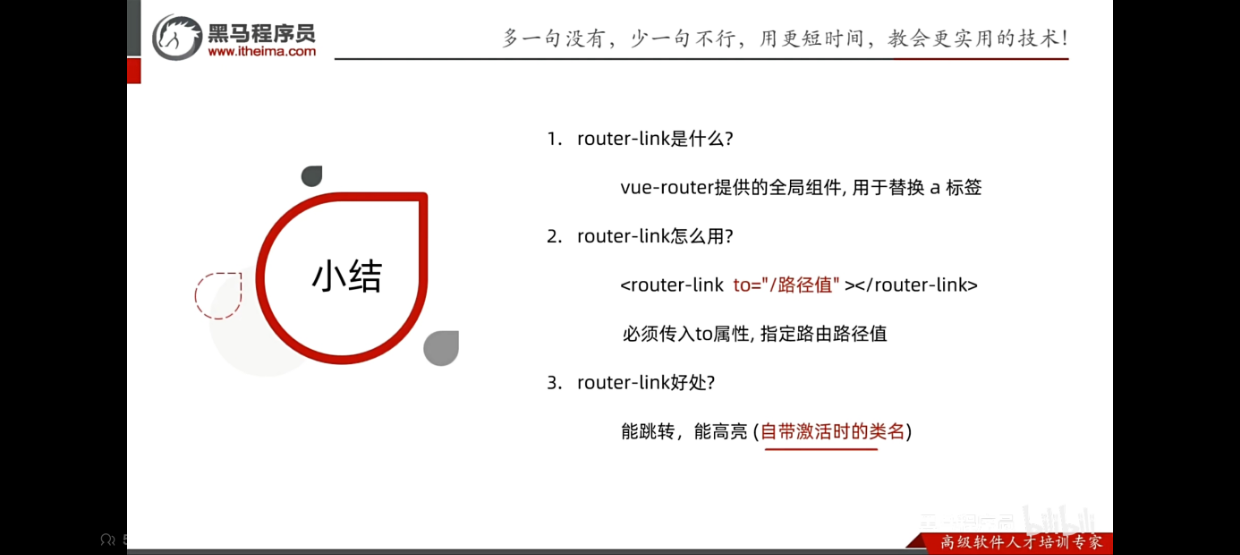 黑马程序员
www.itheima.com
多一句没有，少一句不行，用更短时间，教会更实用的技术!
1. router-link是什么?
vue-router提供的全局组件, 用于替换 a 标签
2. router-link怎么用?
小结
<router-link to="/路径值" ></router-link>
必须传入to属性, 指定路由路径值
3. router-link好处?
能跳转，能高亮 (自带激活时的类名)
bilibili
高级软件人才培训专家